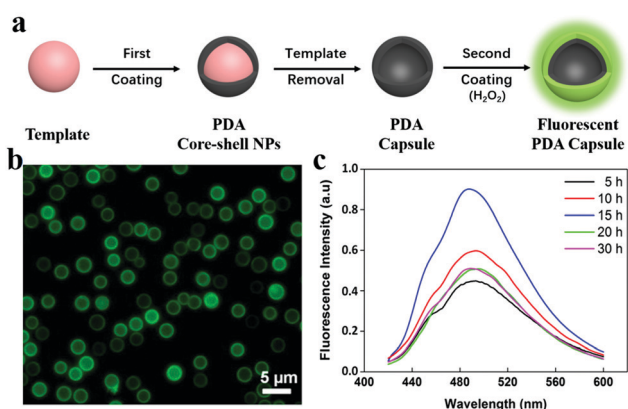 a
First
Coating
Template
Removal
Second
Coating
(H₂O₂)
Template
PDA
Core-shell NPs
PDA
Capsule
Fluorescent
PDA Capsule
b
5 μm
c
Fluorescence Intensity (a.u)
1.0
0.8
0.6
0.4
0.2
0.0
5 h
10 h
15 h
20 h
30 h
400 440 480 520 560 600
Wavelength (nm)